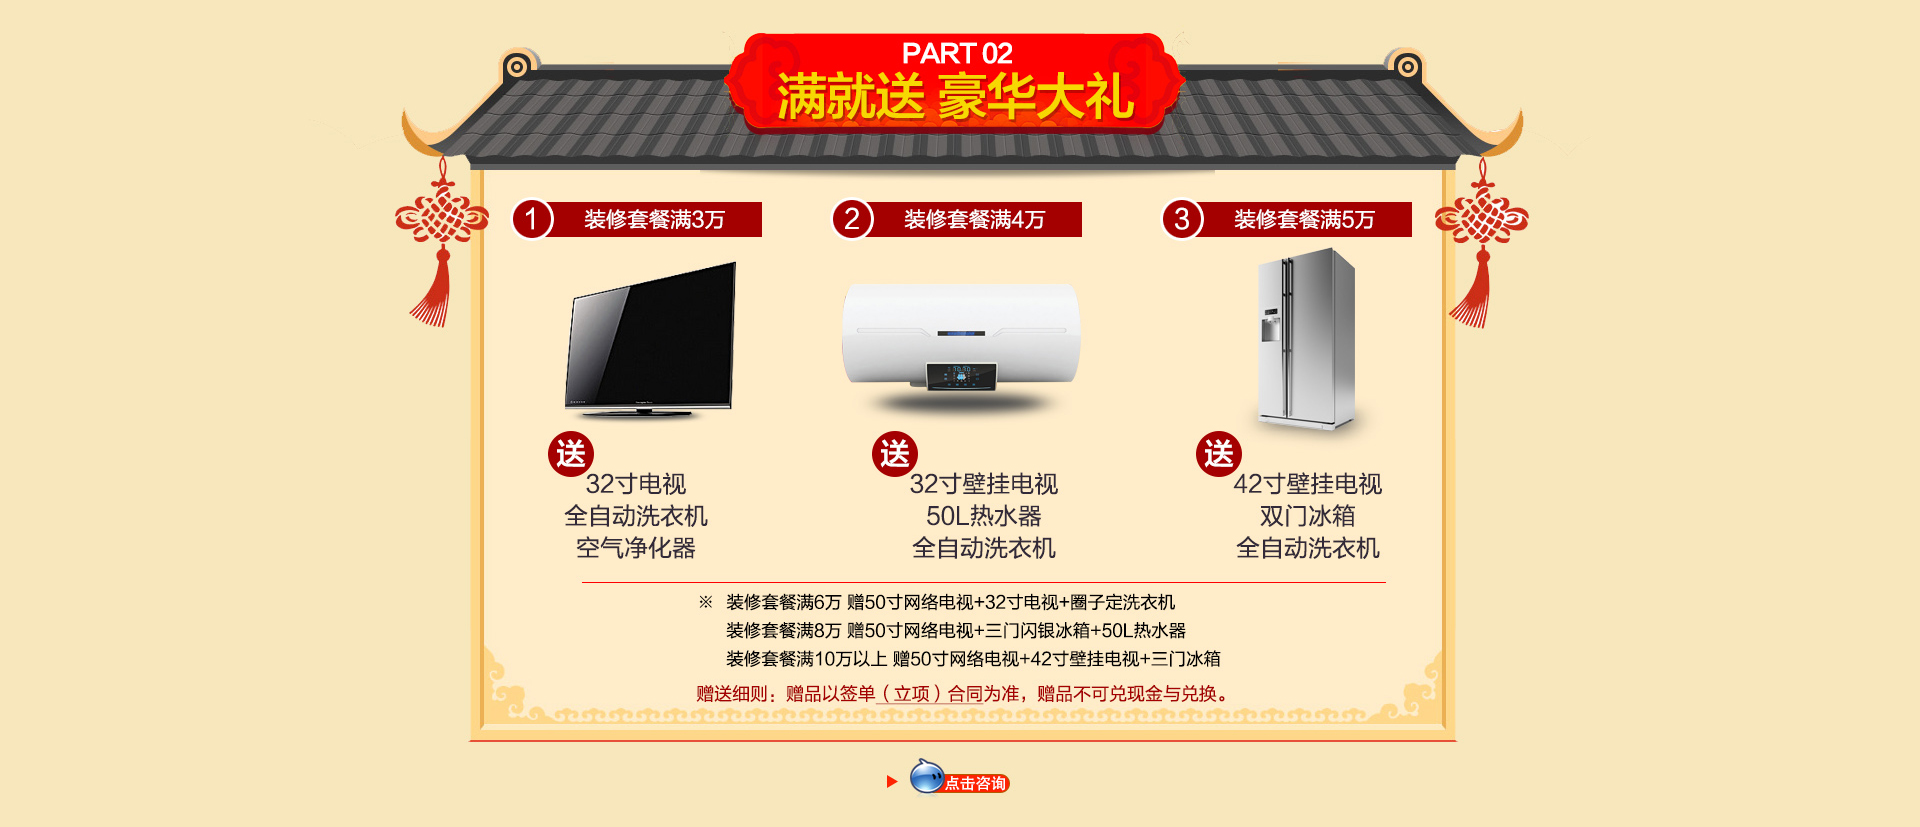 PART 02
满就送 豪华大礼
1 装修套餐满3万
2 装修套餐满4万
3 装修套餐满5万
送
32寸电视
全自动洗衣机
空气净化器
送
32寸壁挂电视
50L热水器
全自动洗衣机
送
42寸壁挂电视
双门冰箱
全自动洗衣机
※ 装修套餐满6万 赠50寸网络电视+32寸电视+圈子定洗衣机
装修套餐满8万 赠50寸网络电视+三门闪银冰箱+50L热水器
装修套餐满10万以上 赠50寸网络电视+42寸壁挂电视+三门冰箱
赠送细则：赠品以签单（立项）合同为准，赠品不可兑现金与兑换。
点击咨询